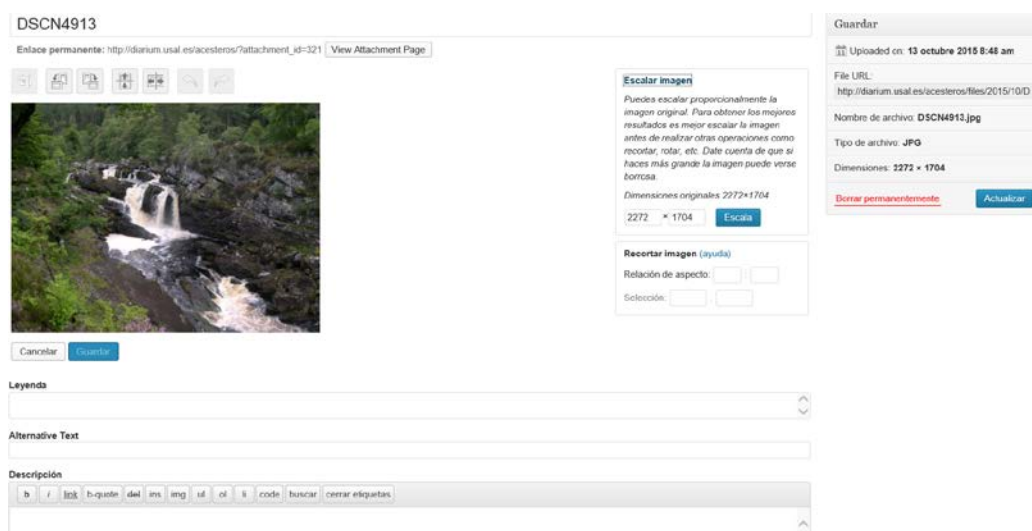 DSCN4913
Enlace permanente: http://diarium.usal.es/acesteros/?attachment_id=321 View Attachment Page
Escalar imagen
Puedes escalar proporcionalmente la
imagen original. Para obtener los mejores
resultados es mejor escalar la imagen
antes de realizar otras operaciones como
recortar, rotar, etc. Date cuenta de que si
haces más grande la imagen puede verse
borrosa.
Dimensiones originales 2272×1704
2272 × 1704 Escala
Recortar imagen (ayuda)
Relación de aspecto: :
Selección: :
Cancelar Guardar
Leyenda
Alternative Text
Descripción
b i link b-quote del ins img ul ol li code buscar cerrar etiquetas
Guardar
Uploaded on: 13 octubre 2015 8:48 am
File URL:
http://diarium.usal.es/acesteros/files/2015/10/D
Nombre de archivo: DSCN4913.jpg
Tipo de archivo: JPG
Dimensiones: 2272 × 1704
Borrar permanentemente Actualizar